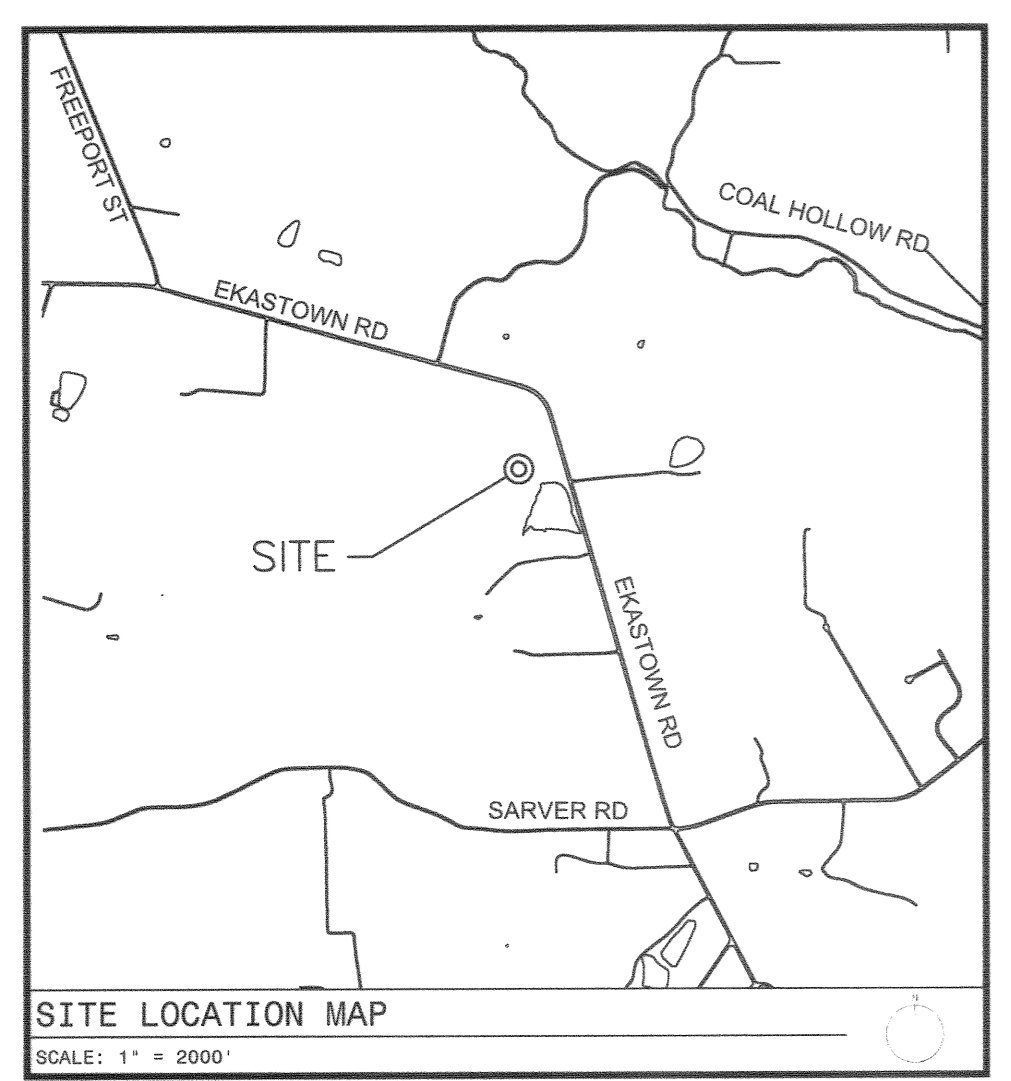 FREEPORT ST
COAL HOLLOW RD
EKASTOWN RD
SITE
EKASTOWN RD
SARVER RD
SITE LOCATION MAP
N
SCALE: 1" = 2000'